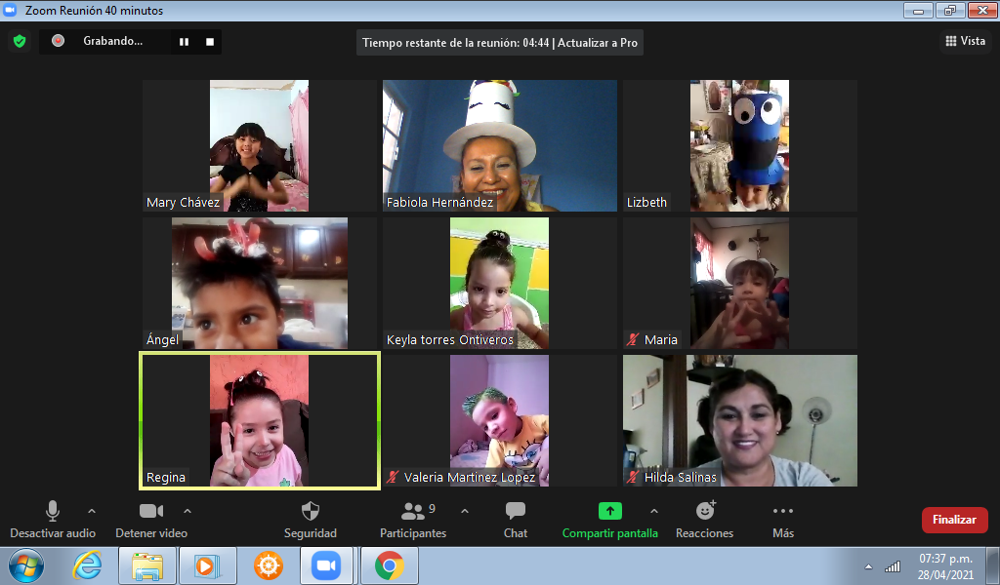 Zoom Reunión 40 minutos
Grabando...
Tiempo restante de la reunión: 04:44 | Actualizar a Pro
Vista
Mary Chávez
Fabiola Hernández
Lizbeth
Ángel
Keyla torres Ontiveros
Maria
Regina
Valeria Martinez Lopez
Hilda Salinas
9
Desactivar audio
Detener video
Seguridad
Participantes
Chat
Compartir pantalla
Reacciones
Más
Finalizar
07:37 p.m.
28/04/2021